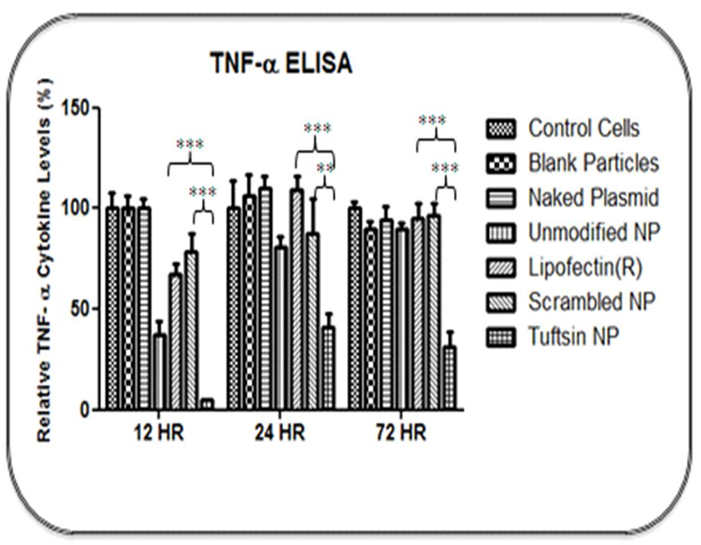 TNF-α ELISA
Relative TNF- α Cytokine Levels (%)
150
100
50
0
***
***
***
**
***
***
12 HR
24 HR
72 HR
Control Cells
Blank Particles
Naked Plasmid
Unmodified NP
Lipofectin(R)
Scrambled NP
Tuftsin NP